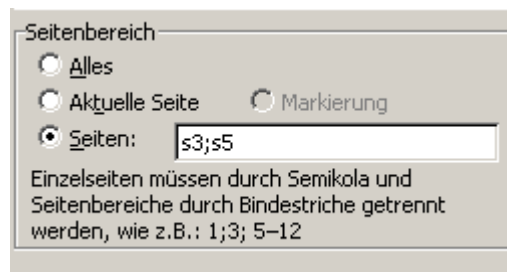 Seitenbereich
Alles
Aktuelle Seite Markierung
Seiten: s3;s5
Einzelseiten müssen durch Semikola und
Seitenbereiche durch Bindestriche getrennt
werden, wie z.B.: 1;3; 5–12